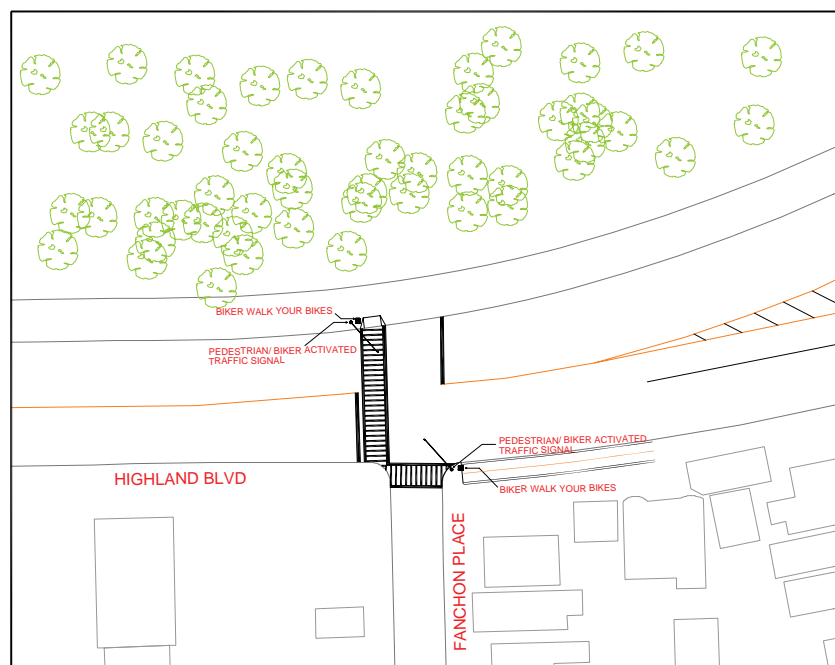 BIKER WALK YOUR BIKES
PEDESTRIAN/ BIKER ACTIVATED
TRAFFIC SIGNAL
PEDESTRIAN/ BIKER ACTIVATED
TRAFFIC SIGNAL
HIGHLAND BLVD
BIKER WALK YOUR BIKES
FANCHON PLACE